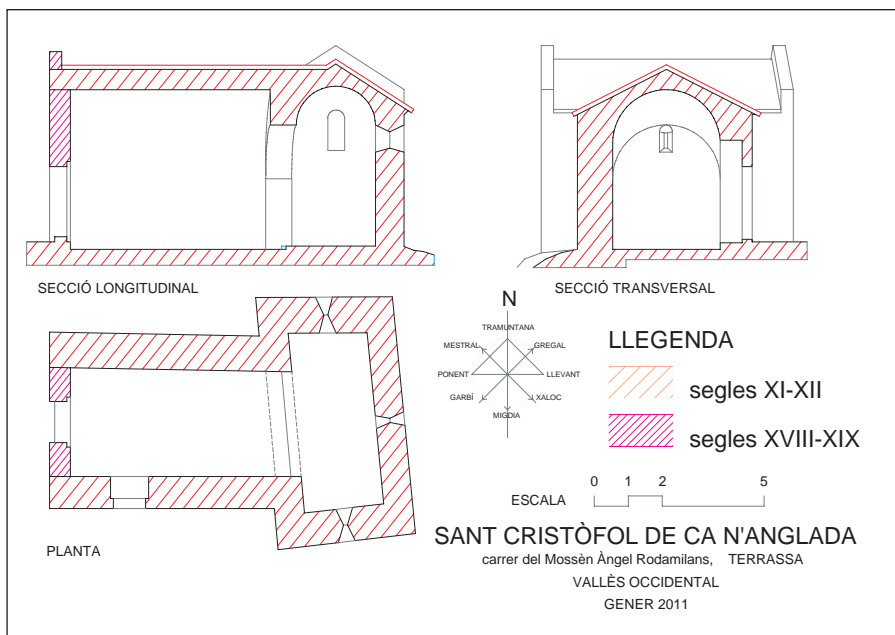 SECCIÓ LONGITUDINAL
SECCIÓ TRANSVERSAL
PLANTA
N
TRAMUNTANA
MESTRAL
GREGAL
PONENT
LLEVANT
GARBÍ
XALOC
MIGDIA
LLEGENDA
segles XI-XII
segles XVIII-XIX
ESCALA
0 1 2 5
SANT CRISTÒFOL DE CA N'ANGLADA
carrer del Mossèn Àngel Rodamilans, TERRASSA
VALLÈS OCCIDENTAL
GENER 2011